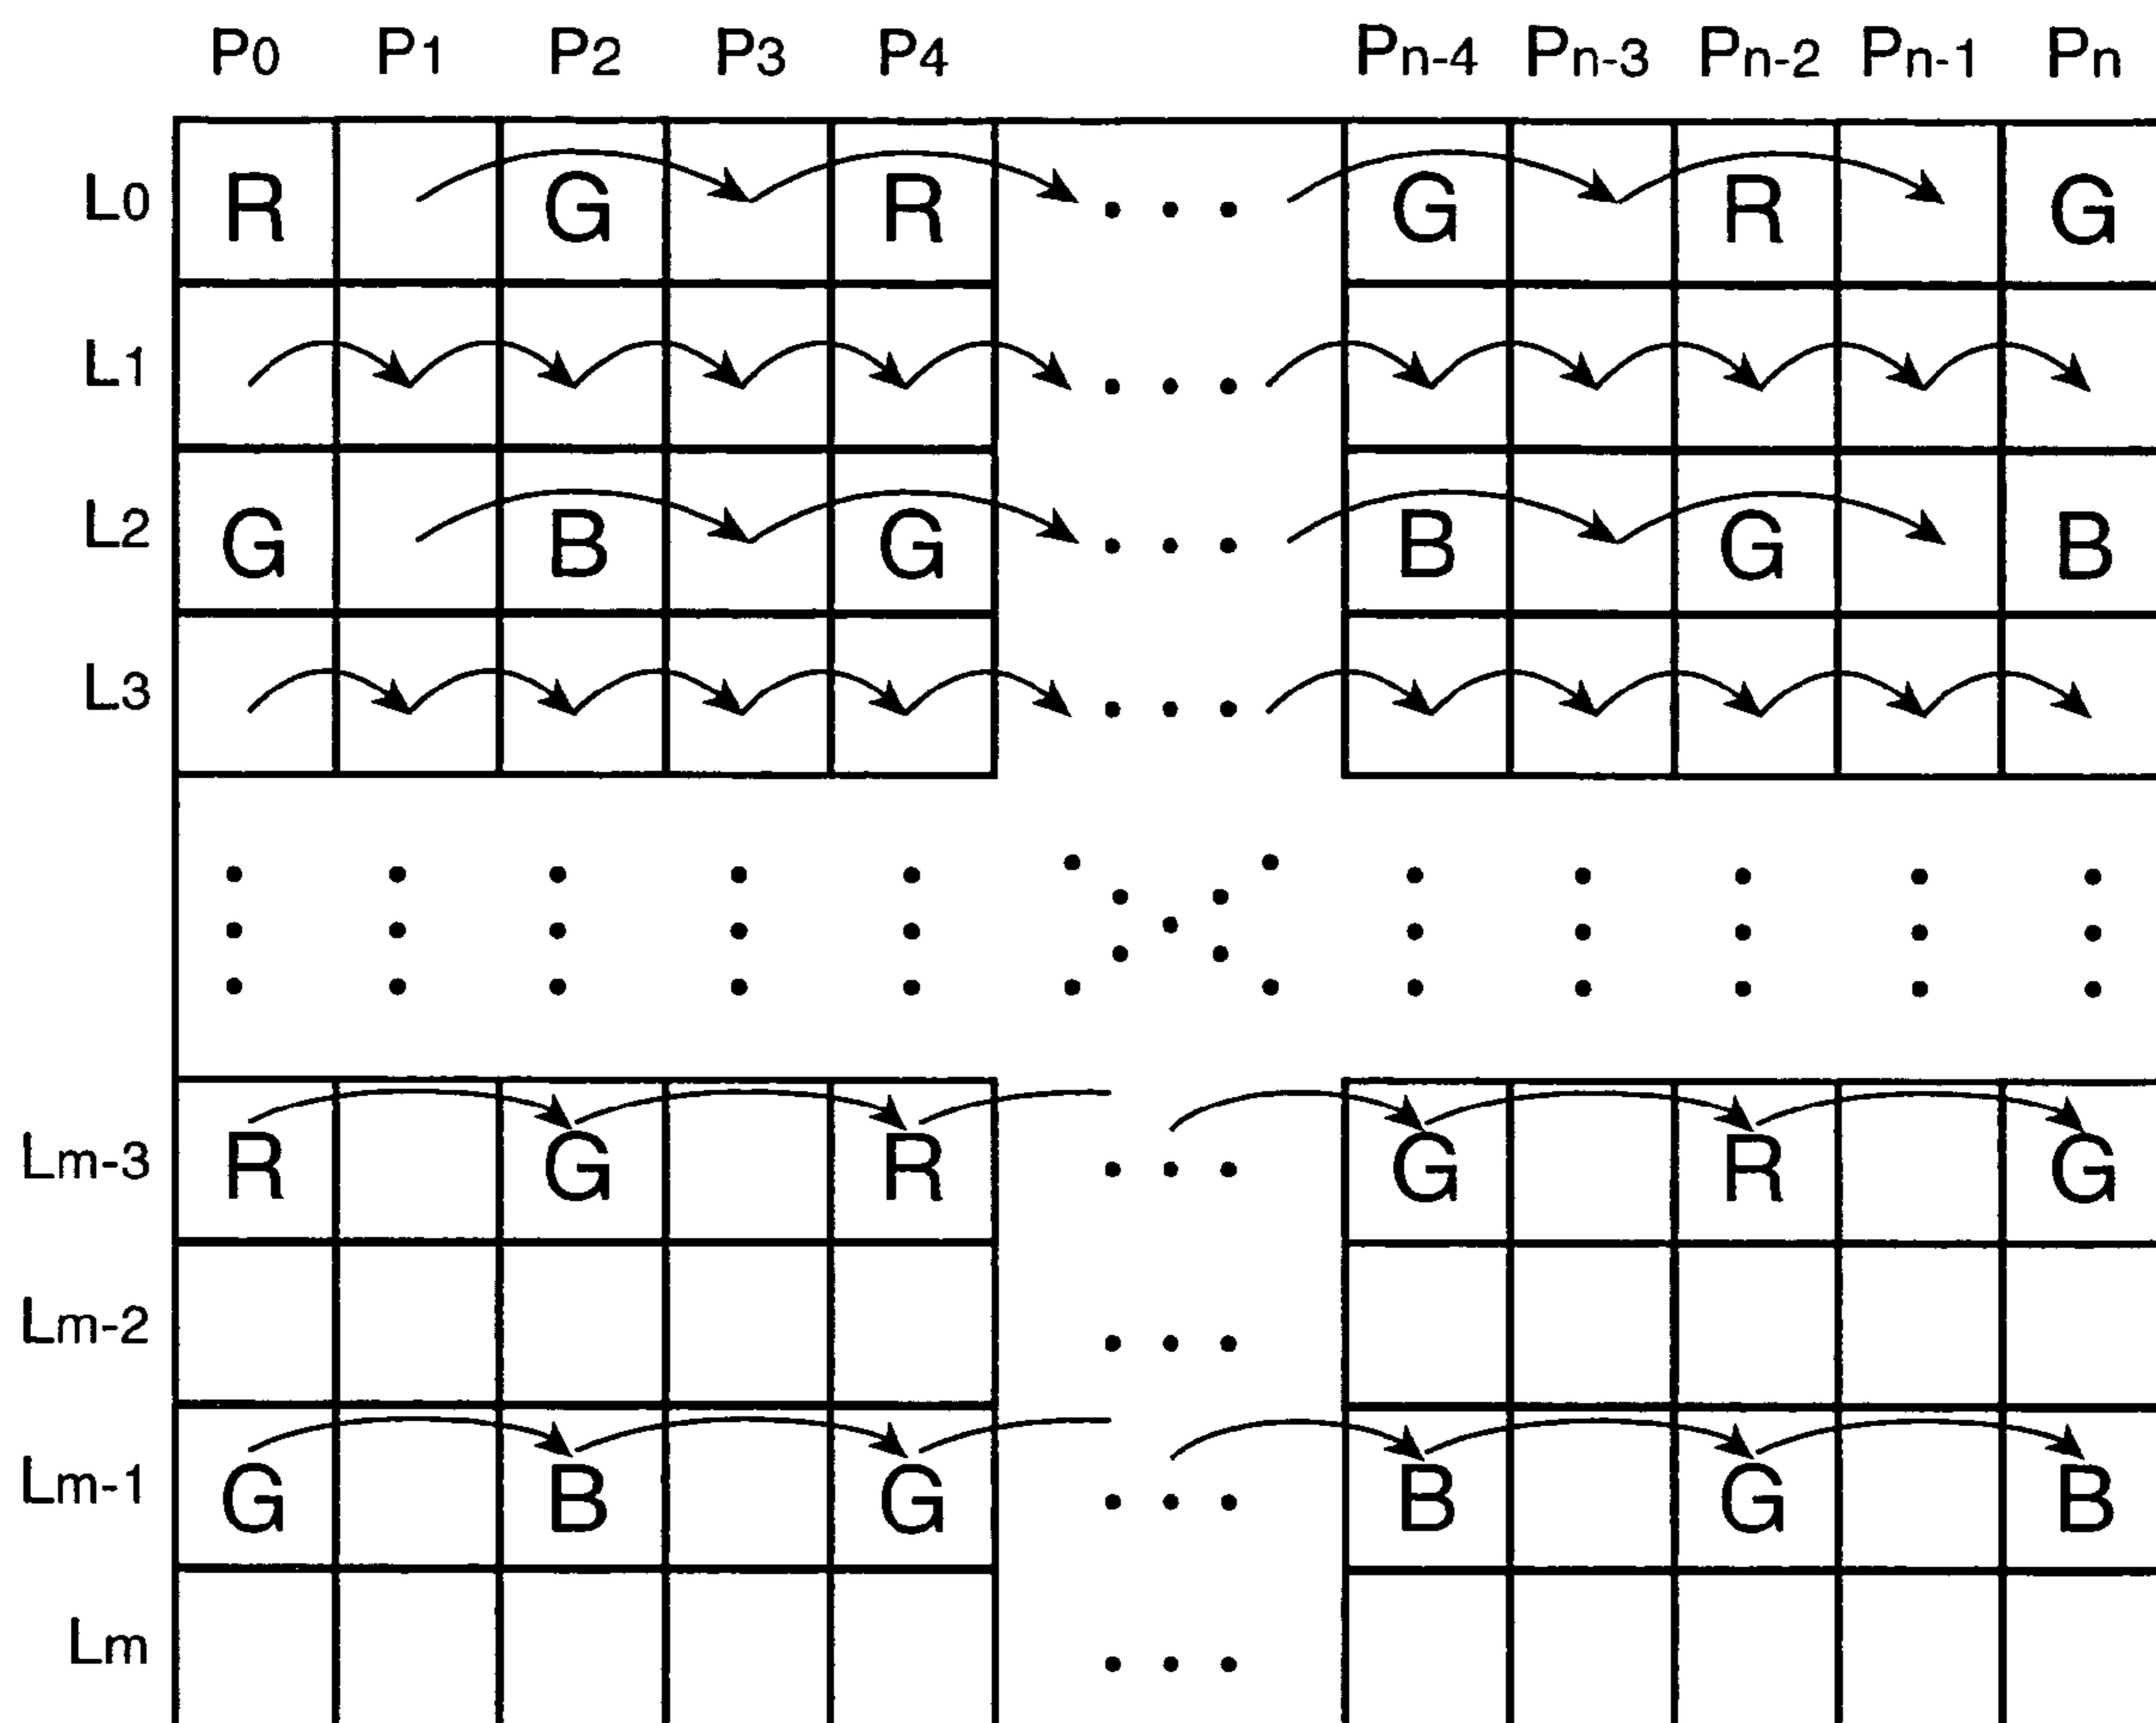 P0 P1 P2 P3 P4 Pn-4 Pn-3 Pn-2 Pn-1 Pn
L0 R G R • • • G R G
L1 • • •
L2 G B G • • • B G B
L3 • • •
Lm-3 R G R • • • G R G
Lm-2 • • •
Lm-1 G B G • • • B G B
Lm • • •